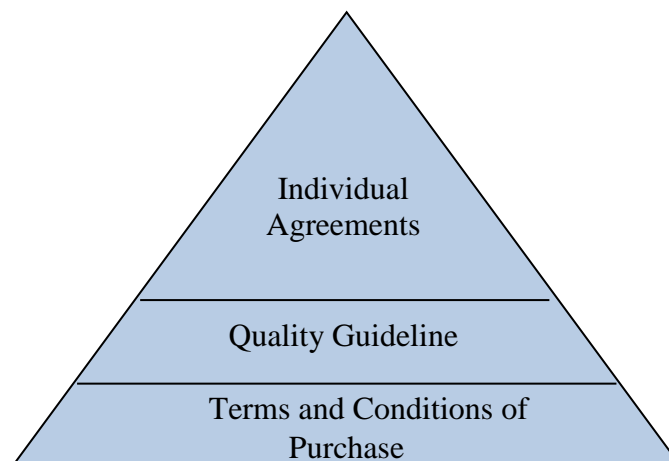 Individual
Agreements
Quality Guideline
Terms and Conditions of
Purchase